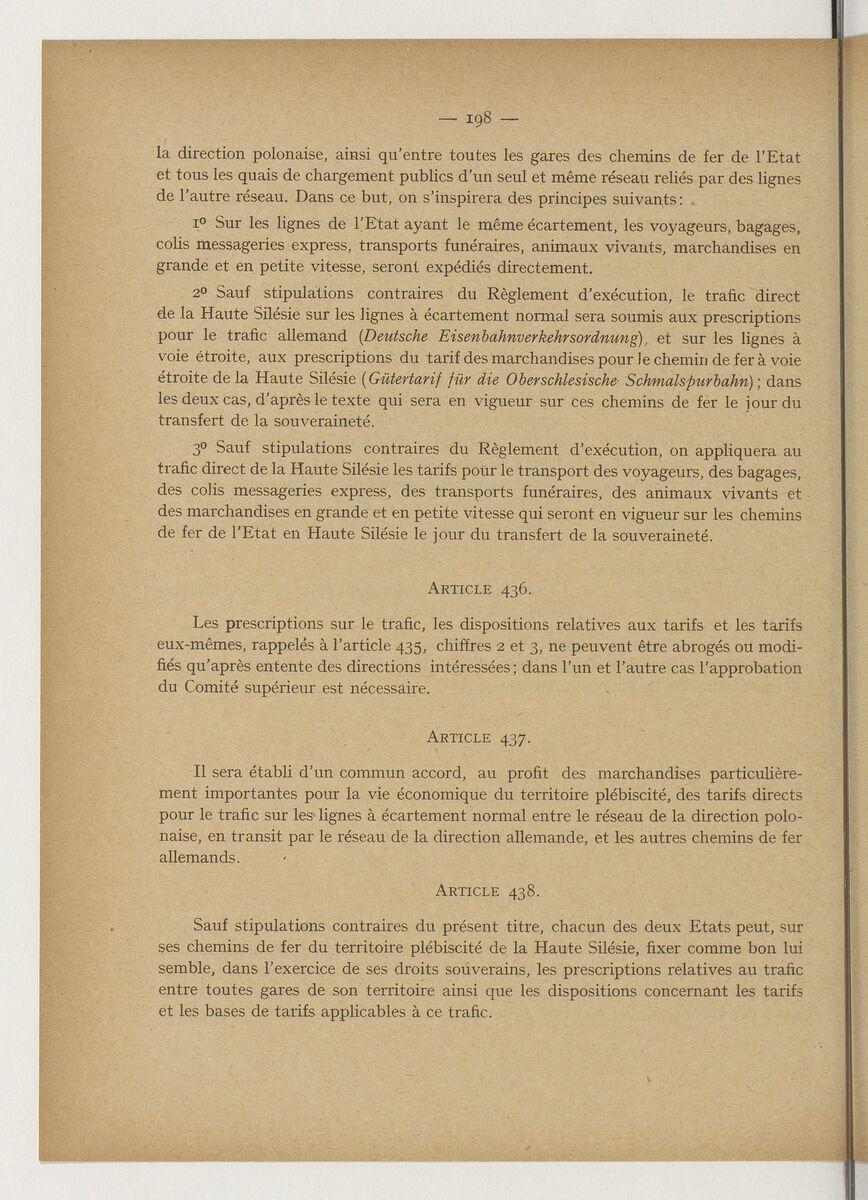 — 198 —
la direction polonaise, ainsi qu'entre toutes les gares des chemins de fer de l'Etat
et tous les quais de chargement publics d'un seul et même réseau reliés par des lignes
de l'autre réseau. Dans ce but, on s'inspirera des principes suivants:
1º Sur les lignes de l'Etat ayant le même écartement, les voyageurs, bagages,
colis messageries express, transports funéraires, animaux vivants, marchandises en
grande et en petite vitesse, seront expédiés directement.
2º Sauf stipulations contraires du Règlement d'exécution, le trafic direct
de la Haute Silésie sur les lignes à écartement normal sera soumis aux prescriptions
pour le trafic allemand (Deutsche Eisenbahnverkehrsordnung), et sur les lignes à
voie étroite, aux prescriptions du tarif des marchandises pour le chemin de fer à voie
étroite de la Haute Silésie (Gütertarif für die Oberschlesische Schmalspurbahn); dans
les deux cas, d'après le texte qui sera en vigueur sur ces chemins de fer le jour du
transfert de la souveraineté.
3º Sauf stipulations contraires du Règlement d'exécution, on appliquera au
trafic direct de la Haute Silésie les tarifs pour le transport des voyageurs, des bagages,
des colis messageries express, des transports funéraires, des animaux vivants et
des marchandises en grande et en petite vitesse qui seront en vigueur sur les chemins
de fer de l'Etat en Haute Silésie le jour du transfert de la souveraineté.
ARTICLE 436.
Les prescriptions sur le trafic, les dispositions relatives aux tarifs et les tarifs
eux-mêmes, rappelés à l'article 435, chiffres 2 et 3, ne peuvent être abrogés ou modi-
fiés qu'après entente des directions intéressées; dans l'un et l'autre cas l'approbation
du Comité supérieur est nécessaire.
ARTICLE 437.
Il sera établi d'un commun accord, au profit des marchandises particulière-
ment importantes pour la vie économique du territoire plébiscité, des tarifs directs
pour le trafic sur les lignes à écartement normal entre le réseau de la direction polo-
naise, en transit par le réseau de la direction allemande, et les autres chemins de fer
allemands.
ARTICLE 438.
Sauf stipulations contraires du présent titre, chacun des deux Etats peut, sur
ses chemins de fer du territoire plébiscité de la Haute Silésie, fixer comme bon lui
semble, dans l'exercice de ses droits souverains, les prescriptions relatives au trafic
entre toutes gares de son territoire ainsi que les dispositions concernant les tarifs
et les bases de tarifs applicables à ce trafic.